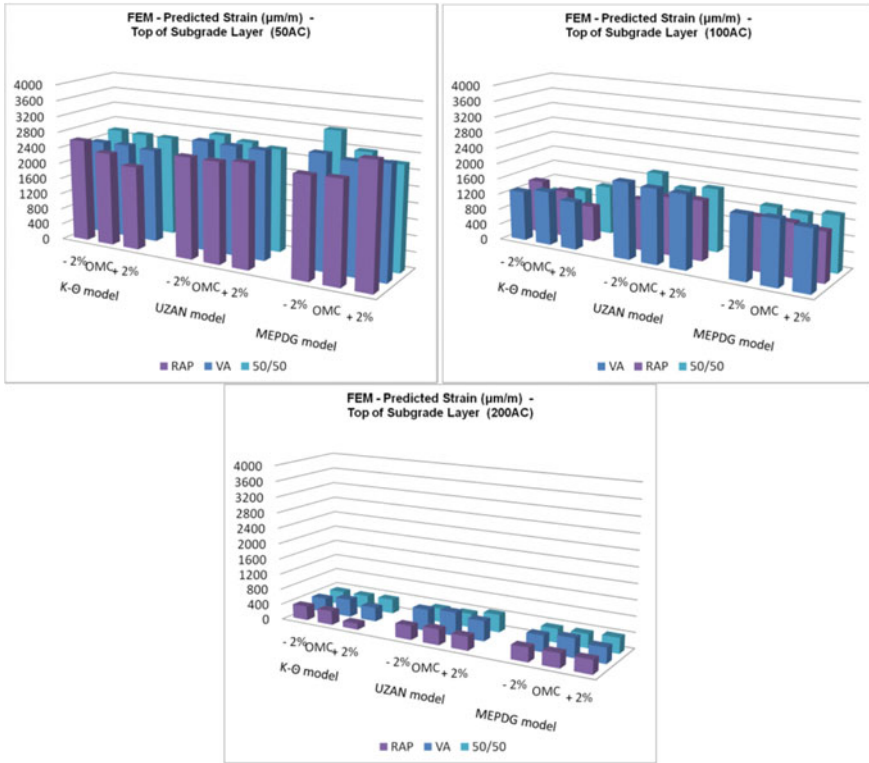 FEM - Predicted Strain (µm/m) -
Top of Subgrade Layer (50AC)
4000
3600
3200
2800
2400
2000
1600
1200
800
400
0
- 2% OMC + 2%
- 2% OMC + 2%
- 2% OMC + 2%
K-Θ model
UZAN model
MEPDG model
RAP VA 50/50
FEM - Predicted Strain (µm/m) -
Top of Subgrade Layer (100AC)
4000
3600
3200
2800
2400
2000
1600
1200
800
400
0
- 2% OMC + 2%
- 2% OMC + 2%
- 2% OMC + 2%
K-Θ model
UZAN model
MEPDG model
VA RAP 50/50
FEM - Predicted Strain (µm/m) -
Top of Subgrade Layer (200AC)
4000
3600
3200
2800
2400
2000
1600
1200
800
400
0
- 2% OMC + 2%
- 2% OMC + 2%
- 2% OMC + 2%
K-Θ model
UZAN model
MEPDG model
RAP VA 50/50